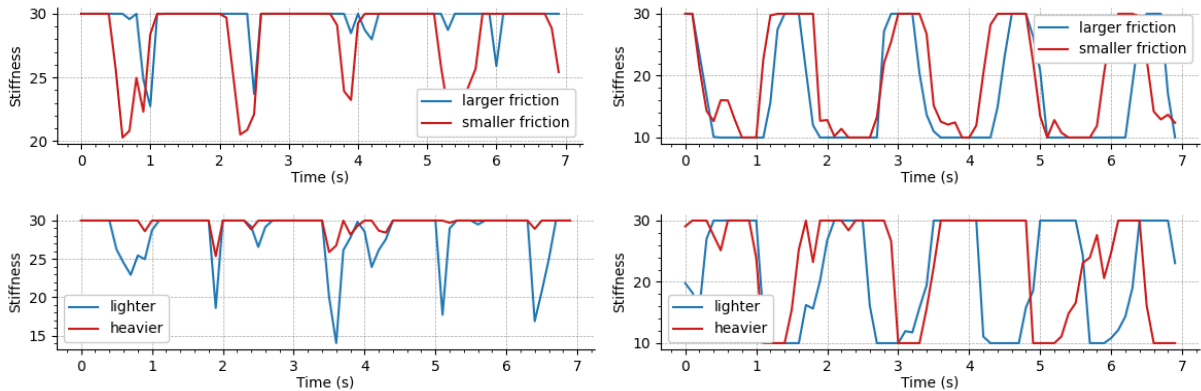 30
25
20
Stiffness
larger friction
smaller friction
0 1 2 3 4 5 6 7
Time (s)
30
20
10
Stiffness
larger friction
smaller friction
0 1 2 3 4 5 6 7
Time (s)
30
25
20
15
Stiffness
lighter
heavier
0 1 2 3 4 5 6 7
Time (s)
30
20
10
Stiffness
lighter
heavier
0 1 2 3 4 5 6 7
Time (s)